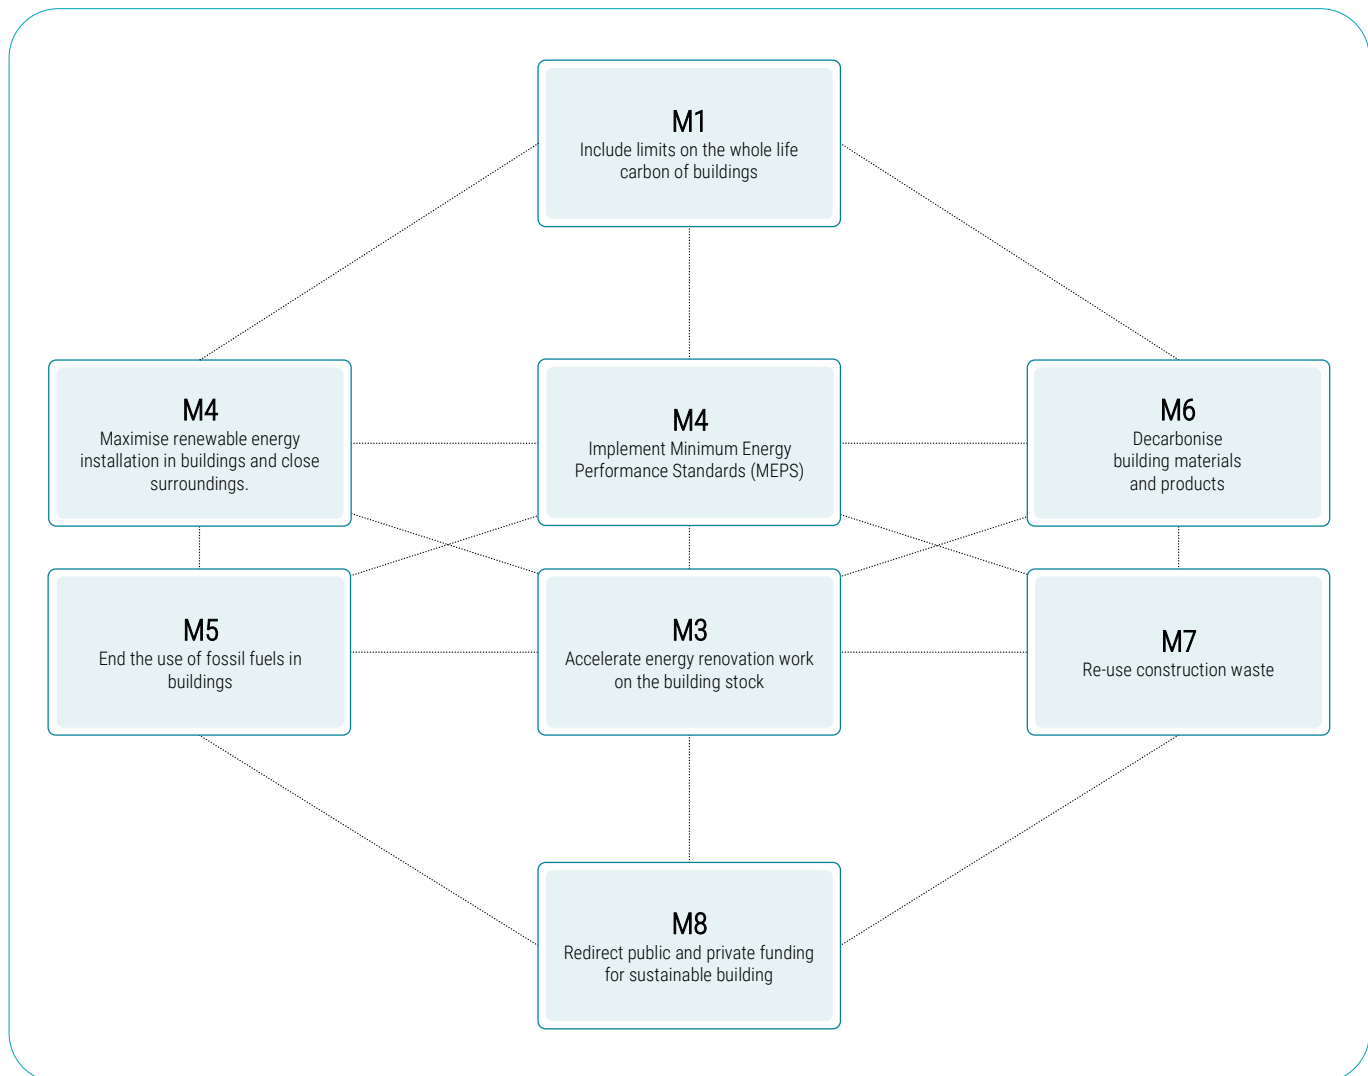 M1
Include limits on the whole life
carbon of buildings
M4
Maximise renewable energy
installation in buildings and close
surroundings.
M4
Implement Minimum Energy
Performance Standards (MEPS)
M6
Decarbonise
building materials
and products
M5
End the use of fossil fuels in
buildings
M3
Accelerate energy renovation work
on the building stock
M7
Re-use construction waste
M8
Redirect public and private funding
for sustainable building